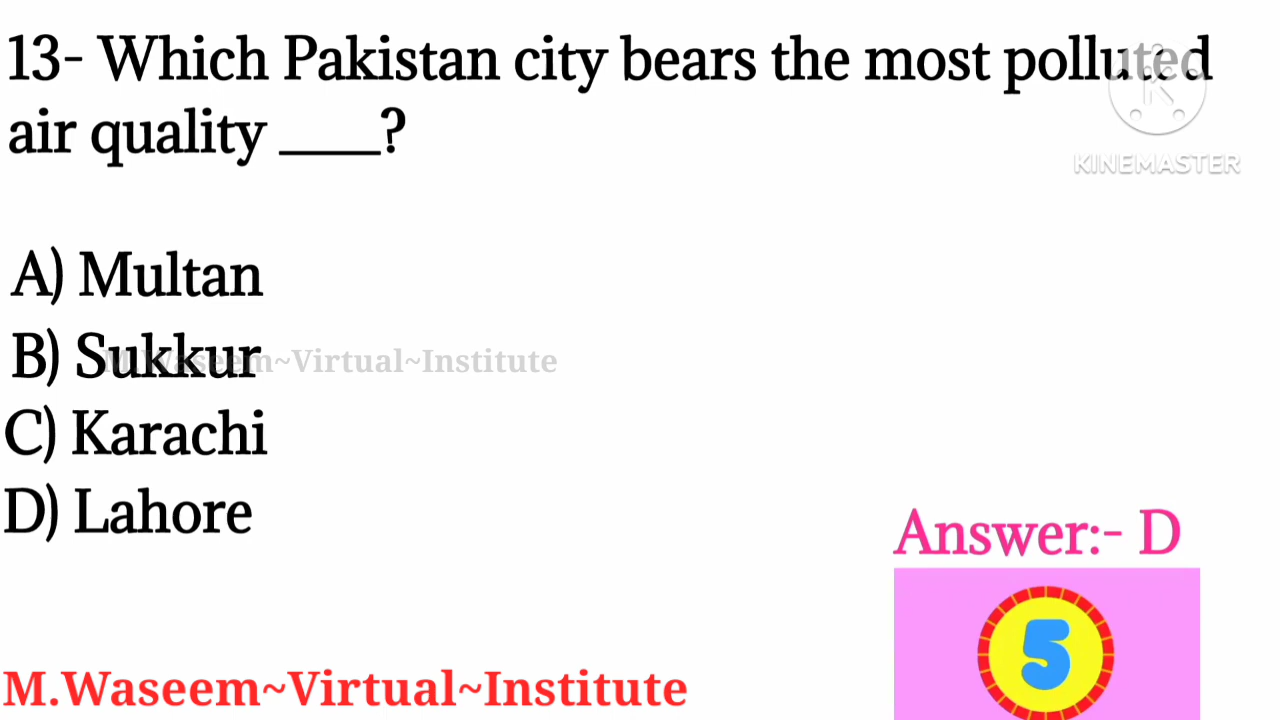 13- Which Pakistan city bears the most polluted
air quality ____?
KINEMASTER
A) Multan
B) Sukkur
M.Waseem~Virtual~Institute
C) Karachi
D) Lahore
Answer:- D
5
M.Waseem~Virtual~Institute